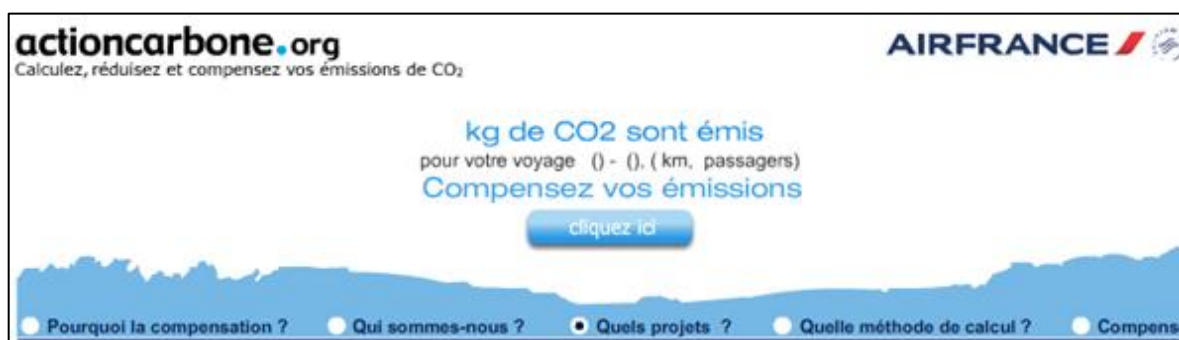 actioncarbone.org
Calculez, réduisez et compensez vos émissions de CO₂
AIRFRANCE
kg de CO2 sont émis
pour votre voyage () - (), ( km, passagers)
Compensez vos émissions
cliquez ici
Pourquoi la compensation ? Qui sommes-nous ? Quels projets ? Quelle méthode de calcul ? Compens